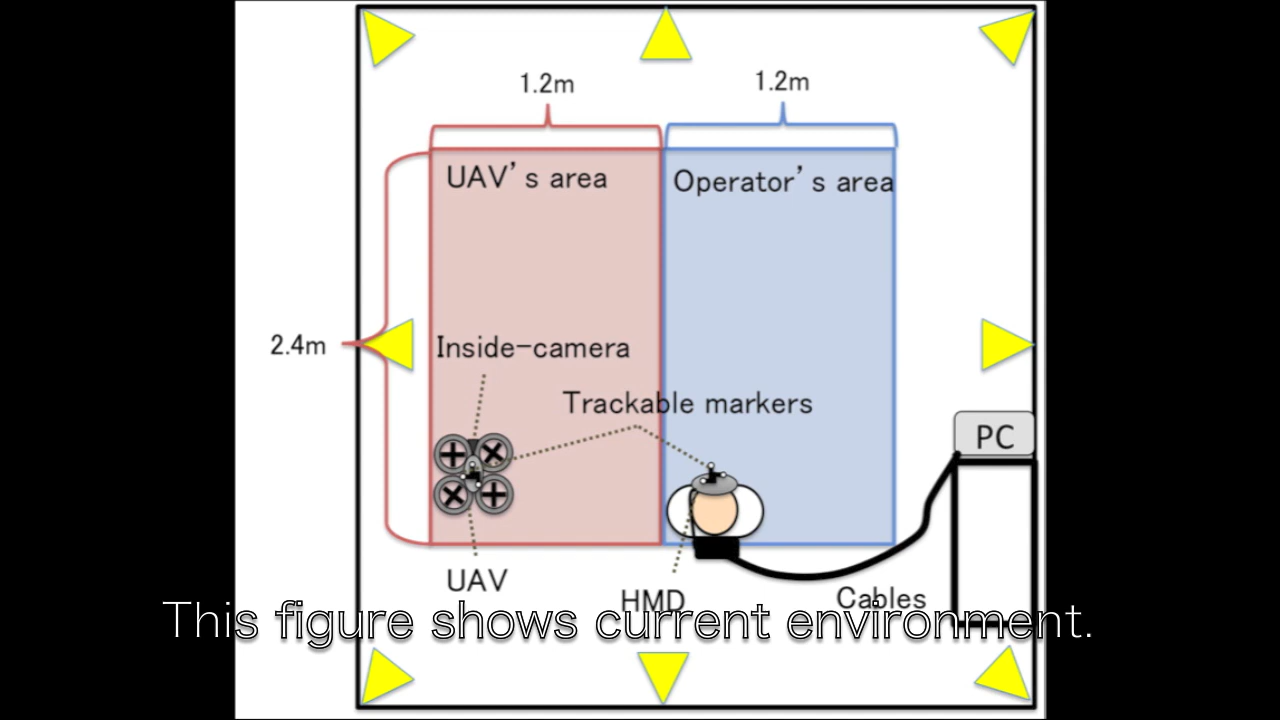 1.2m
1.2m
UAV's area
Operator's area
2.4m
Inside-camera
Trackable markers
PC
UAV
HMD
Cables
This figure shows current environment.